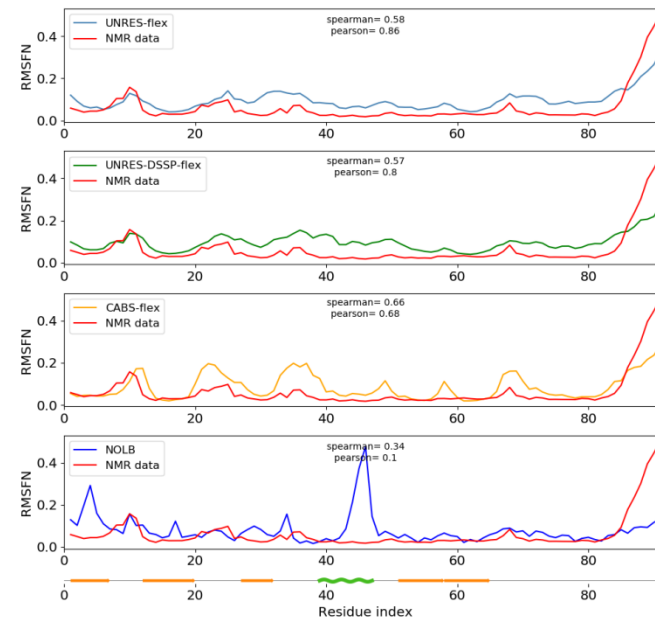 spearman= 0.58
pearson= 0.86
UNRES-flex
NMR data
RMSFN
0.4
0.2
0.0
0 20 40 60 80
spearman= 0.57
pearson= 0.8
UNRES-DSSP-flex
NMR data
RMSFN
0.4
0.2
0.0
0 20 40 60 80
spearman= 0.66
pearson= 0.68
CABS-flex
NMR data
RMSFN
0.4
0.2
0.0
0 20 40 60 80
spearman= 0.34
pearson= 0.1
NOLB
NMR data
RMSFN
0.4
0.2
0.0
0 20 40 60 80
Residue index